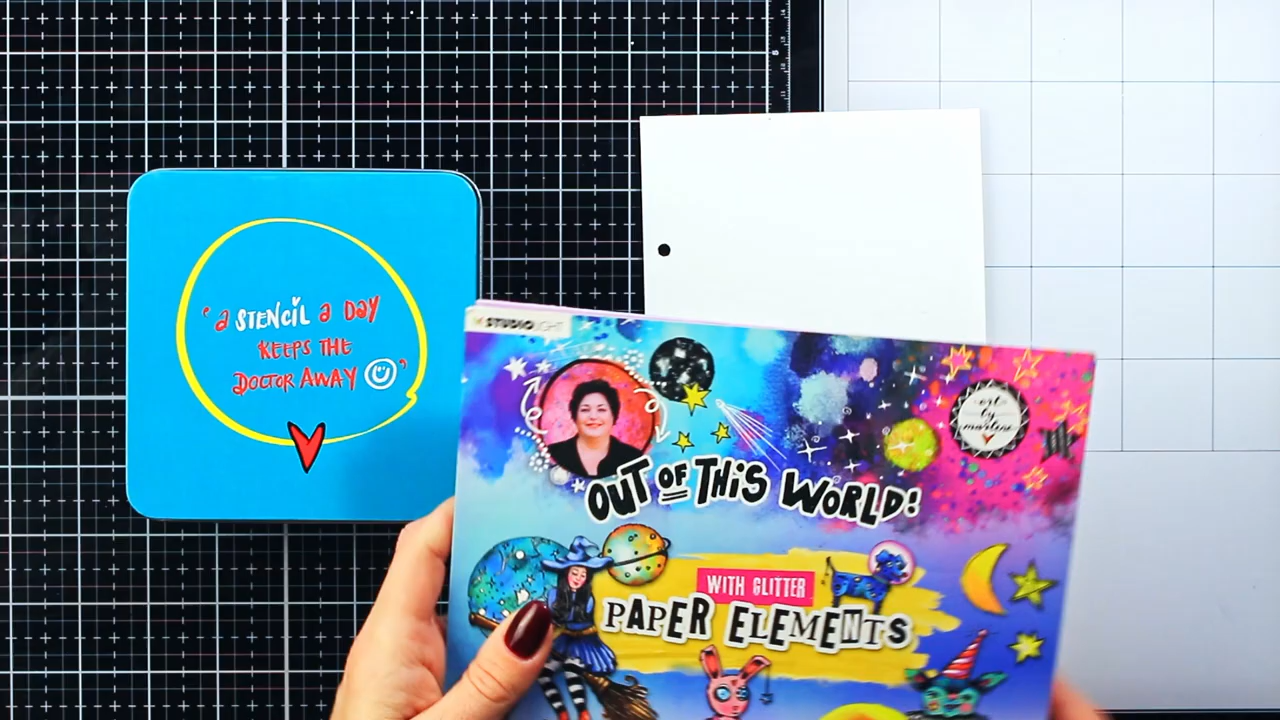 'a STENCIL a DAY
KEEPS THE
DOCTOR AWAY'
STUDIOLIGHT
art
by
marlene
OUT OF THIS WORLD!
WITH GLITTER
PAPER ELEMENTS